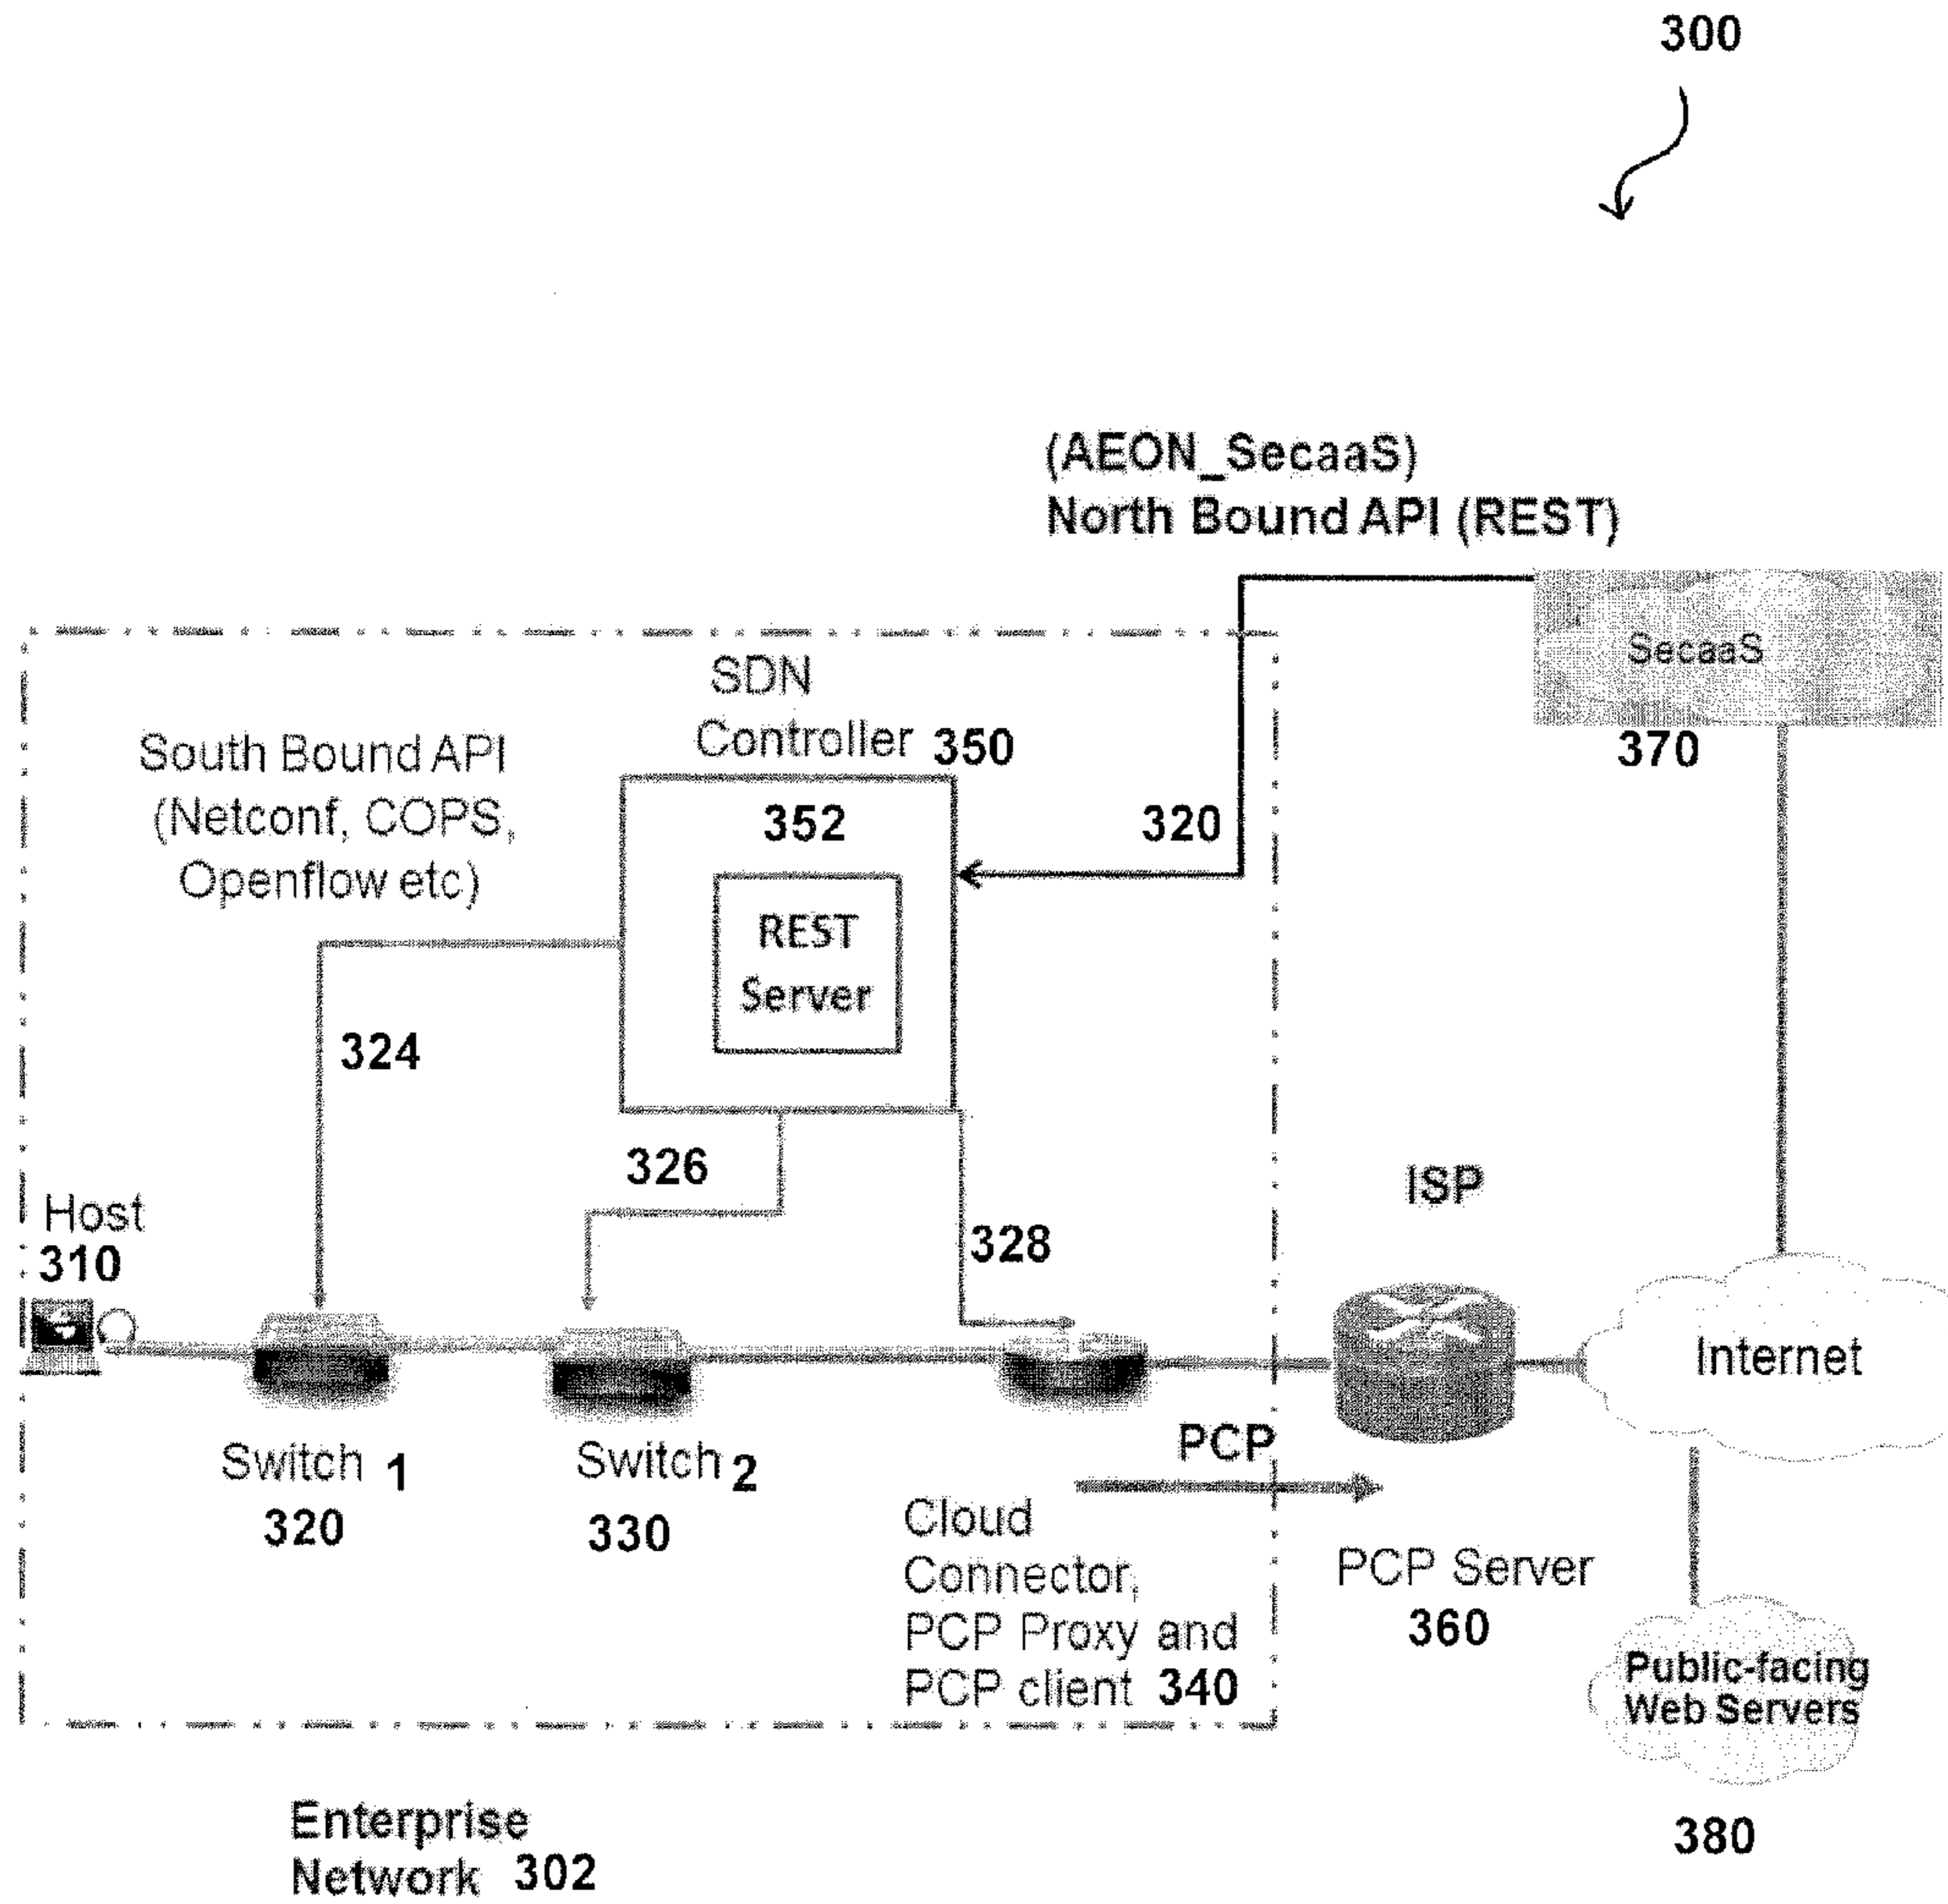 300
(AEON_SecaaS)
North Bound API (REST)
SecaaS
370
SDN
Controller 350
South Bound API
(Netconf, COPS,
Openflow etc)
352
320
REST
Server
324
326
328
Host
310
ISP
Internet
Switch 1
320
Switch 2
330
PCP
Cloud
Connector,
PCP Proxy and
PCP client 340
PCP Server
360
Public-facing
Web Servers
380
Enterprise
Network 302